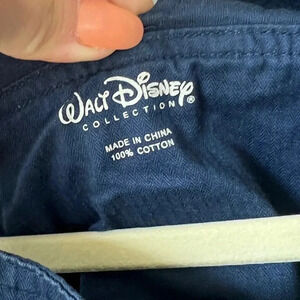 WALT DISNEY
COLLECTION®
MADE IN CHINA
100% COTTON